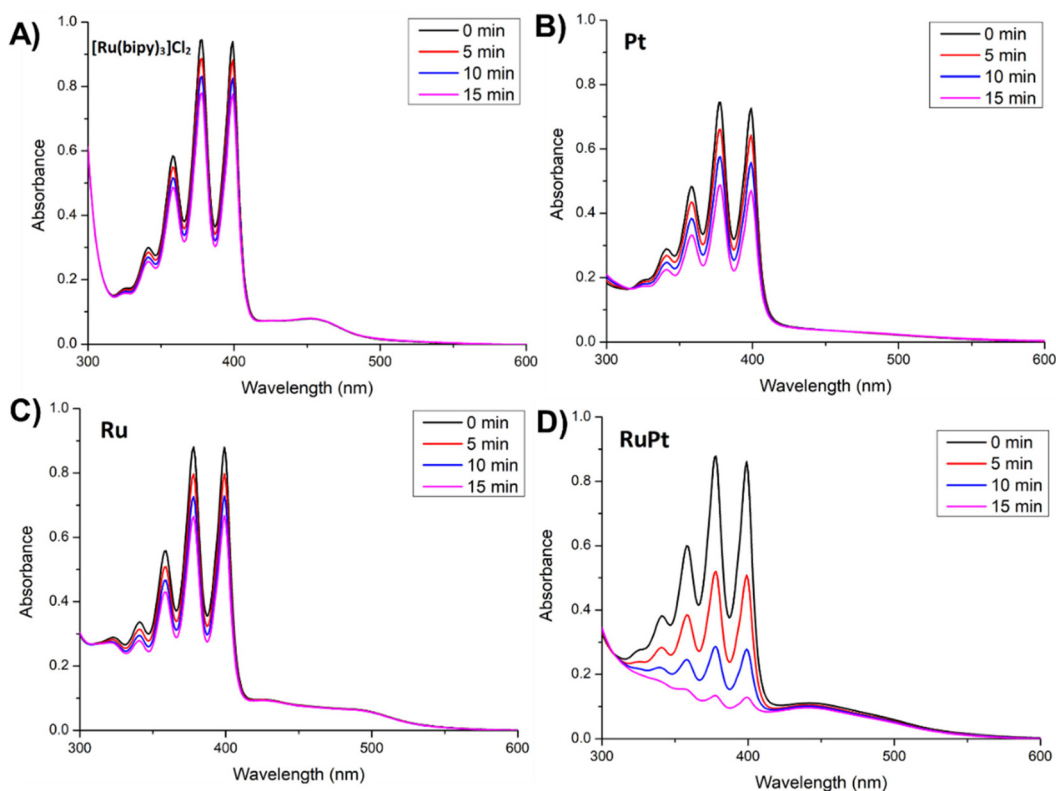 A)
[Ru(bipy)₃]Cl₂
0 min
5 min
10 min
15 min
Absorbance
1.0
0.8
0.6
0.4
0.2
0.0
300
400
500
600
Wavelength (nm)
B)
Pt
0 min
5 min
10 min
15 min
Absorbance
1.0
0.8
0.6
0.4
0.2
0.0
300
400
500
600
Wavelength (nm)
C)
Ru
0 min
5 min
10 min
15 min
Absorbance
1.0
0.8
0.6
0.4
0.2
0.0
300
400
500
600
Wavelength (nm)
D)
RuPt
0 min
5 min
10 min
15 min
Absorbance
1.0
0.8
0.6
0.4
0.2
0.0
300
400
500
600
Wavelength (nm)